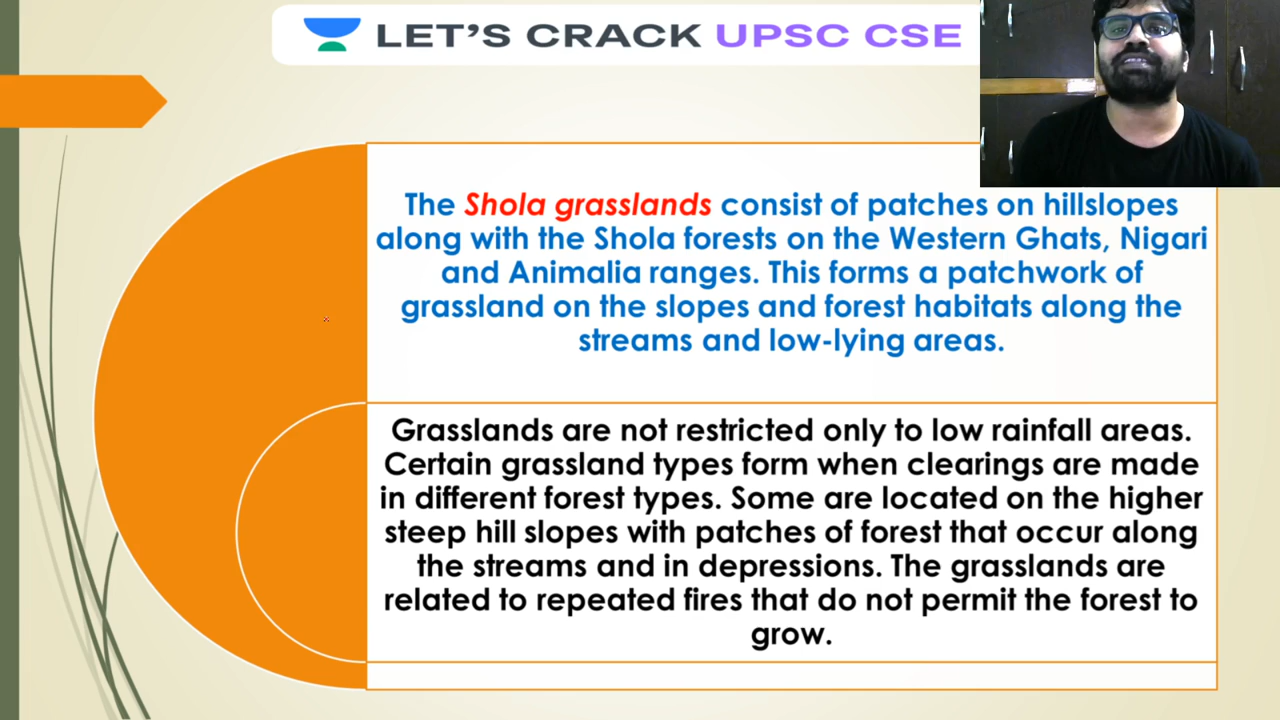 LET'S CRACK UPSC CSE
The Shola grasslands consist of patches on hillslopes
along with the Shola forests on the Western Ghats, Nigari
and Animalia ranges. This forms a patchwork of
grassland on the slopes and forest habitats along the
streams and low-lying areas.
Grasslands are not restricted only to low rainfall areas.
Certain grassland types form when clearings are made
in different forest types. Some are located on the higher
steep hill slopes with patches of forest that occur along
the streams and in depressions. The grasslands are
related to repeated fires that do not permit the forest to
grow.